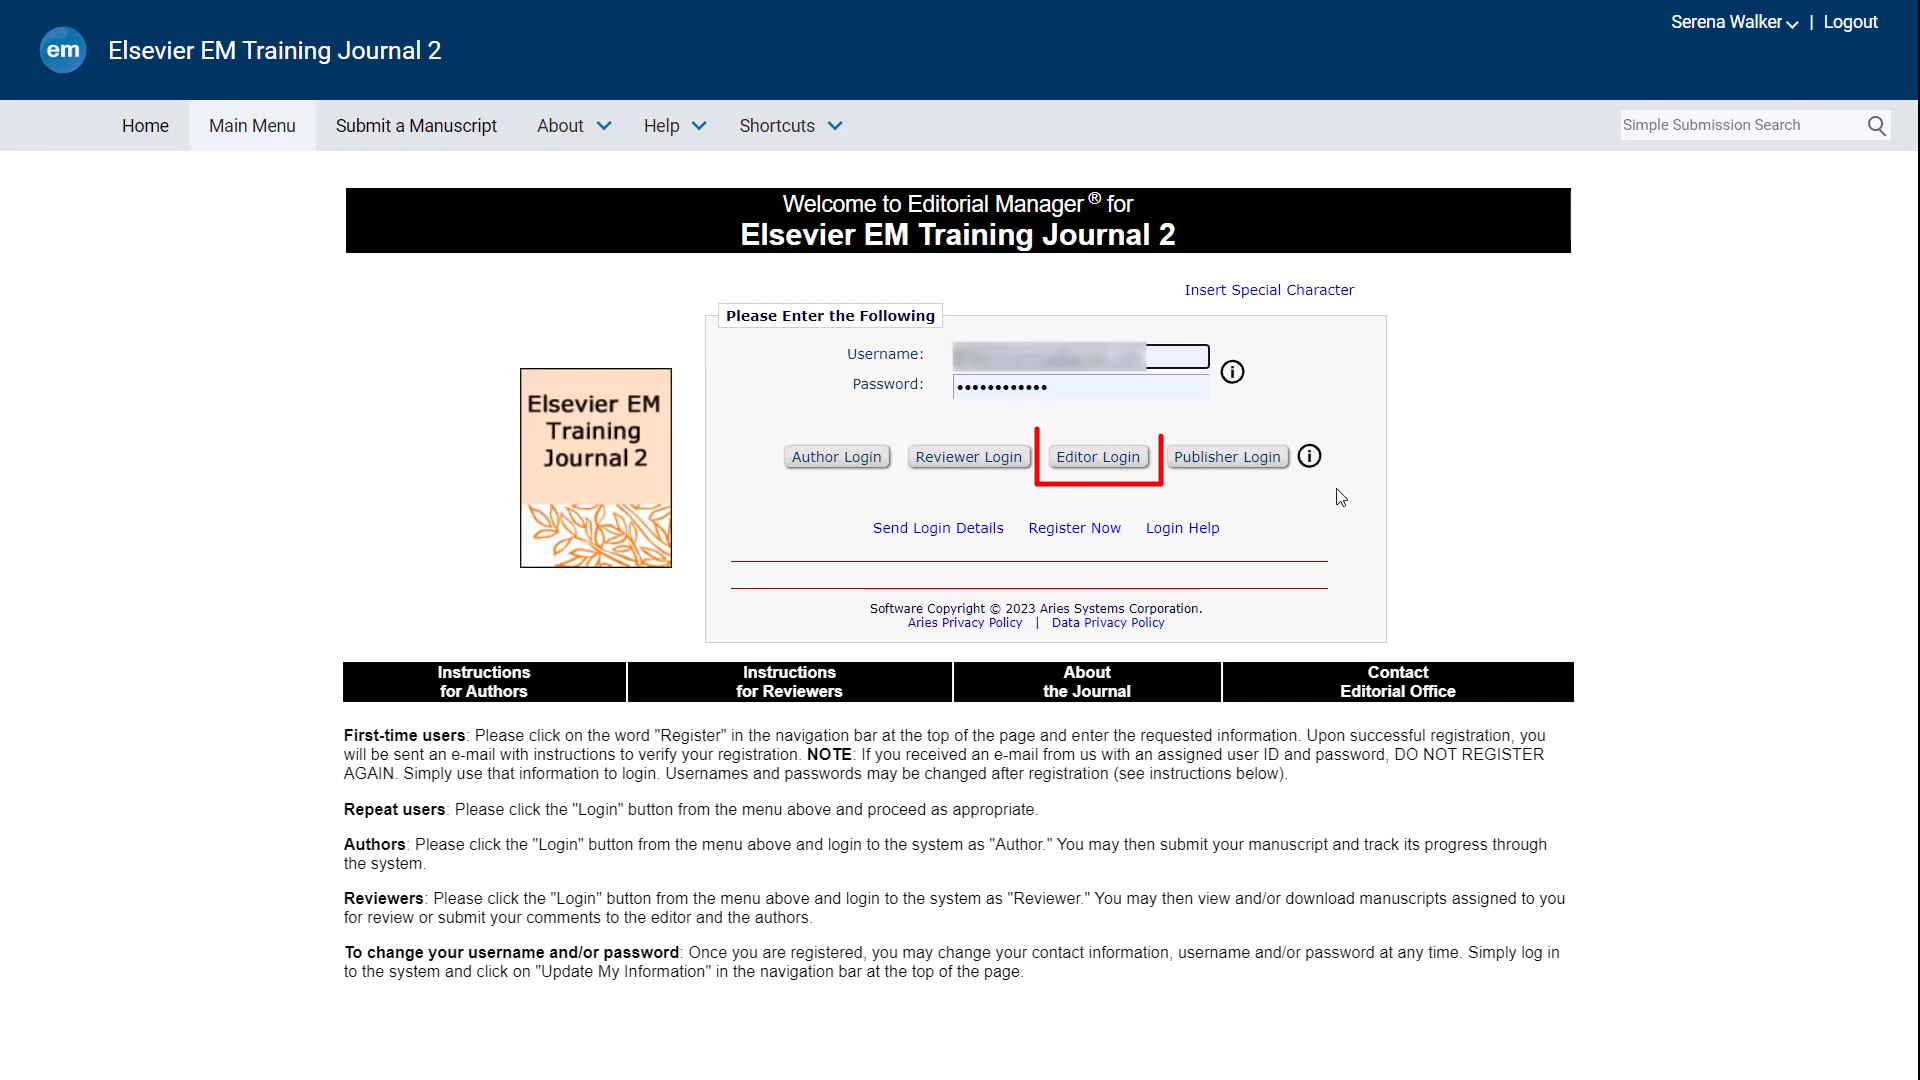 Serena Walker | Logout
em Elsevier EM Training Journal 2
Home Main Menu Submit a Manuscript About Help Shortcuts Simple Submission Search
Welcome to Editorial Manager® for
Elsevier EM Training Journal 2
Insert Special Character
Please Enter the Following
Username:
Password: ••••••••••••
Elsevier EM
Training
Journal 2
Author Login Reviewer Login Editor Login Publisher Login
Send Login Details Register Now Login Help
Software Copyright © 2023 Aries Systems Corporation.
Aries Privacy Policy | Data Privacy Policy
Instructions
for Authors
Instructions
for Reviewers
About
the Journal
Contact
Editorial Office
First-time users: Please click on the word "Register" in the navigation bar at the top of the page and enter the requested information. Upon successful registration, you
will be sent an e-mail with instructions to verify your registration. NOTE: If you received an e-mail from us with an assigned user ID and password, DO NOT REGISTER
AGAIN. Simply use that information to login. Usernames and passwords may be changed after registration (see instructions below).
Repeat users: Please click the "Login" button from the menu above and proceed as appropriate.
Authors: Please click the "Login" button from the menu above and login to the system as "Author." You may then submit your manuscript and track its progress through
the system.
Reviewers: Please click the "Login" button from the menu above and login to the system as "Reviewer." You may then view and/or download manuscripts assigned to you
for review or submit your comments to the editor and the authors.
To change your username and/or password: Once you are registered, you may change your contact information, username and/or password at any time. Simply log in
to the system and click on "Update My Information" in the navigation bar at the top of the page.